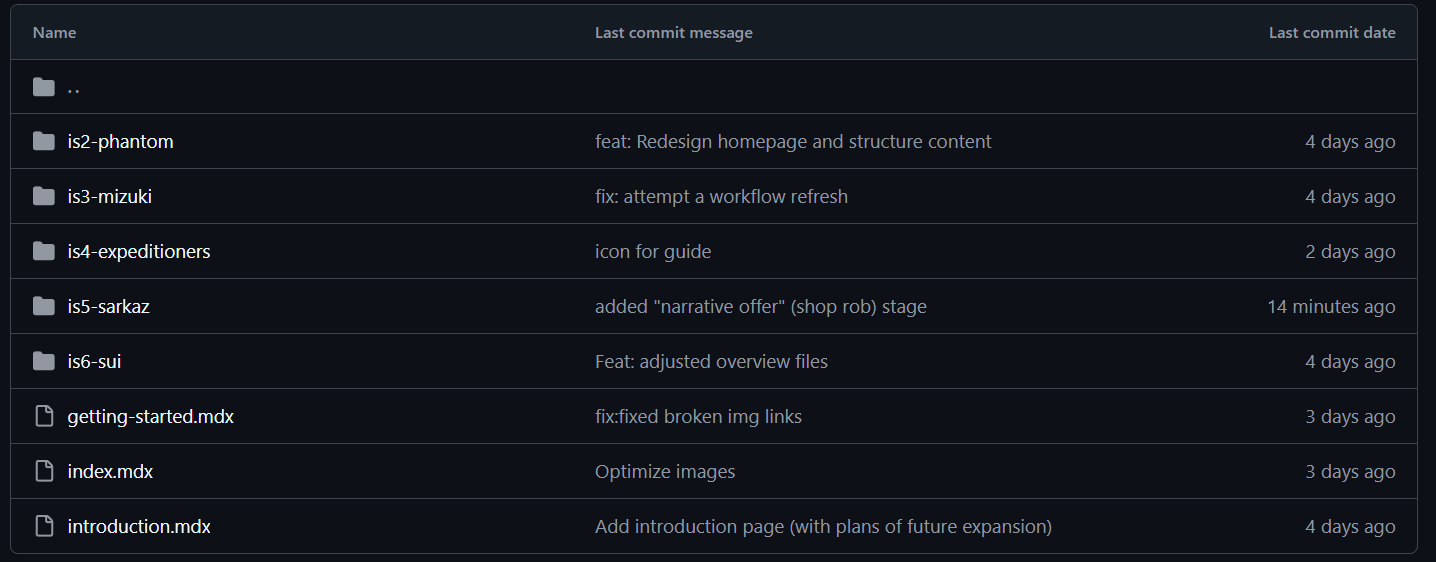 Name Last commit message Last commit date
..
is2-phantom feat: Redesign homepage and structure content 4 days ago
is3-mizuki fix: attempt a workflow refresh 4 days ago
is4-expeditioners icon for guide 2 days ago
is5-sarkaz added "narrative offer" (shop rob) stage 14 minutes ago
is6-sui Feat: adjusted overview files 4 days ago
getting-started.mdx fix:fixed broken img links 3 days ago
index.mdx Optimize images 3 days ago
introduction.mdx Add introduction page (with plans of future expansion) 4 days ago